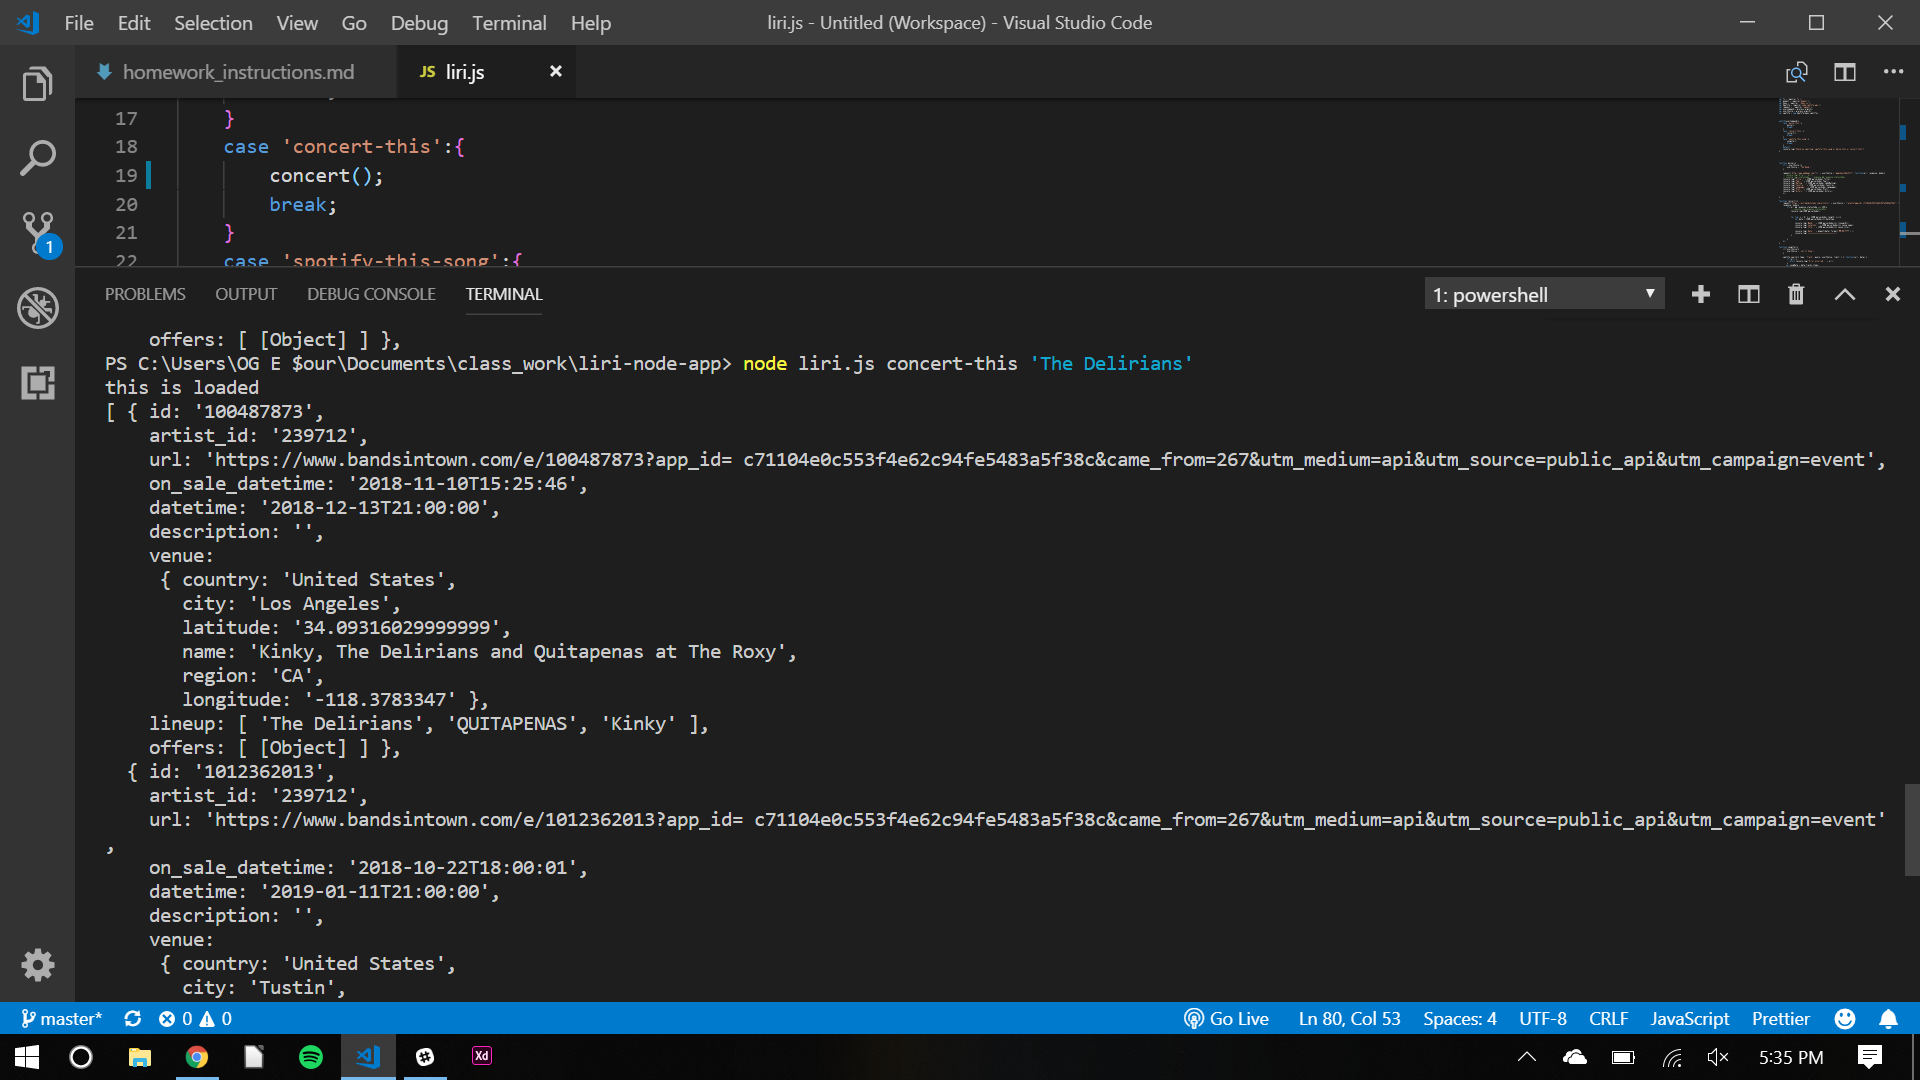 File Edit Selection View Go Debug Terminal Help
liri.js - Untitled (Workspace) - Visual Studio Code
homework_instructions.md
JS liri.js
17 }
18 case 'concert-this':{
19 concert();
20 break;
21 }
22 case 'spotify-this-song':{
PROBLEMS OUTPUT DEBUG CONSOLE TERMINAL
1: powershell
offers: [ [Object] ] },
PS C:\Users\OG E $our\Documents\class_work\liri-node-app> node liri.js concert-this 'The Delirians'
this is loaded
[ { id: '100487873',
artist_id: '239712',
url: 'https://www.bandsintown.com/e/100487873?app_id= c71104e0c553f4e62c94fe5483a5f38c&came_from=267&utm_medium=api&utm_source=public_api&utm_campaign=event',
on_sale_datetime: '2018-11-10T15:25:46',
datetime: '2018-12-13T21:00:00',
description: '',
venue:
{ country: 'United States',
city: 'Los Angeles',
latitude: '34.09316029999999',
name: 'Kinky, The Delirians and Quitapenas at The Roxy',
region: 'CA',
longitude: '-118.3783347' },
lineup: [ 'The Delirians', 'QUITAPENAS', 'Kinky' ],
offers: [ [Object] ] },
{ id: '1012362013',
artist_id: '239712',
url: 'https://www.bandsintown.com/e/1012362013?app_id= c71104e0c553f4e62c94fe5483a5f38c&came_from=267&utm_medium=api&utm_source=public_api&utm_campaign=event'
,
on_sale_datetime: '2018-10-22T18:00:01',
datetime: '2019-01-11T21:00:00',
description: '',
venue:
{ country: 'United States',
city: 'Tustin',
1
master* 0 0
Go Live Ln 80, Col 53 Spaces: 4 UTF-8 CRLF JavaScript Prettier
Xd
5:35 PM